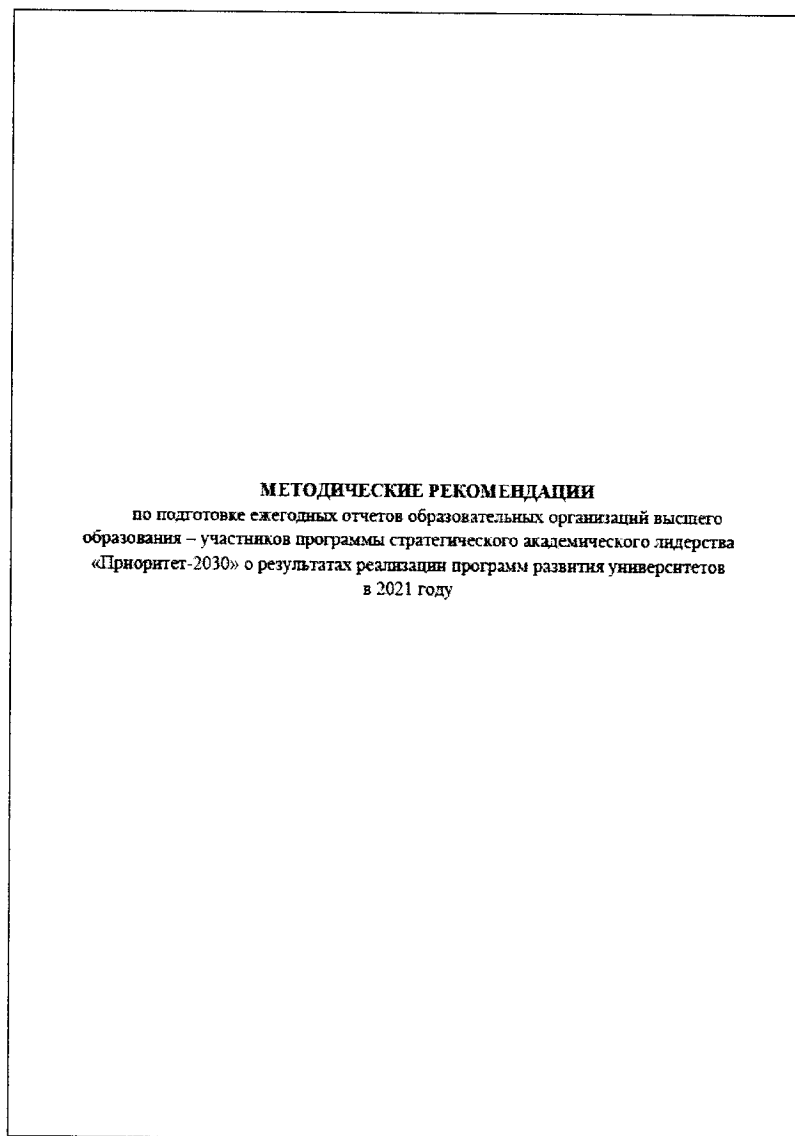 МЕТОДИЧЕСКИЕ РЕКОМЕНДАЦИИ
по подготовке ежегодных отчетов образовательных организаций высшего
образования – участников программы стратегического академического лидерства
«Приоритет-2030» о результатах реализации программ развития университетов
в 2021 году